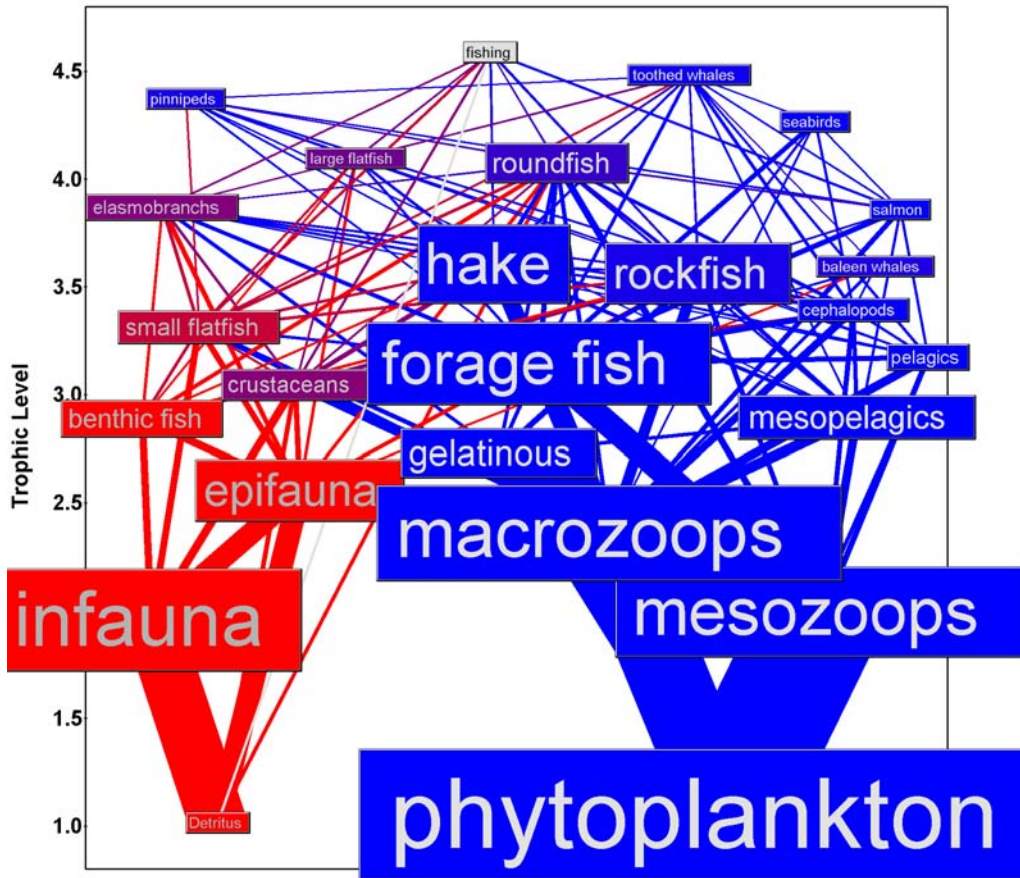 fishing
4.5
toothed whales
pinnipeds
seabirds
large flatfish
roundfish
4.0
elasmobranchs
salmon
hake
rockfish
baleen whales
3.5
cephalopods
small flatfish
forage fish
pelagics
crustaceans
3.0
benthic fish
mesopelagics
gelatinous
Trophic Level
epifauna
2.5
macrozoops
infauna
mesozoops
1.5
phytoplankton
1.0
Detritus